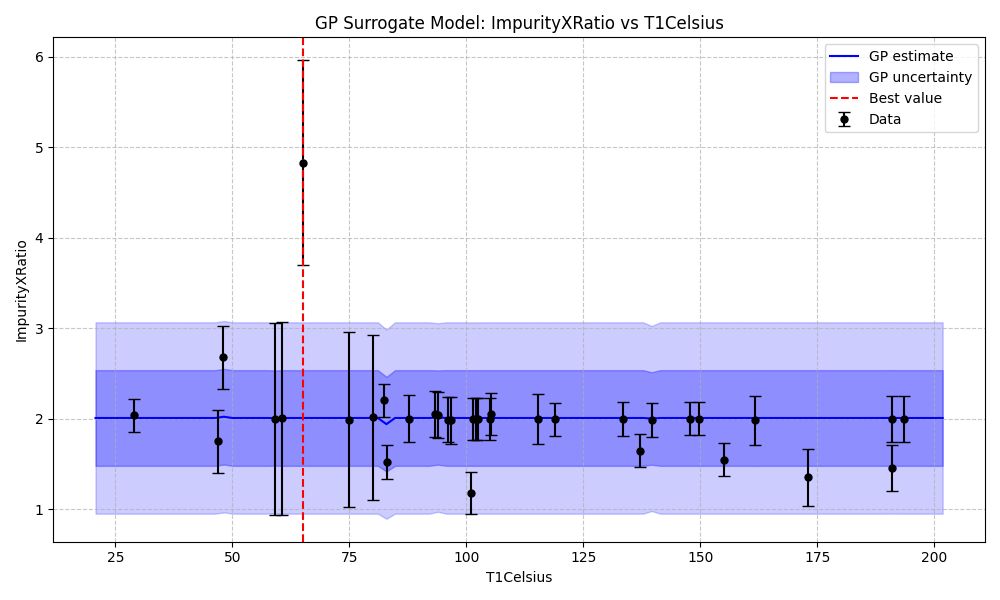 GP Surrogate Model: ImpurityXRatio vs T1Celsius
GP estimate
GP uncertainty
Best value
Data
ImpurityXRatio
6
5
4
3
2
1
25
50
75
100
125
150
175
200
T1Celsius